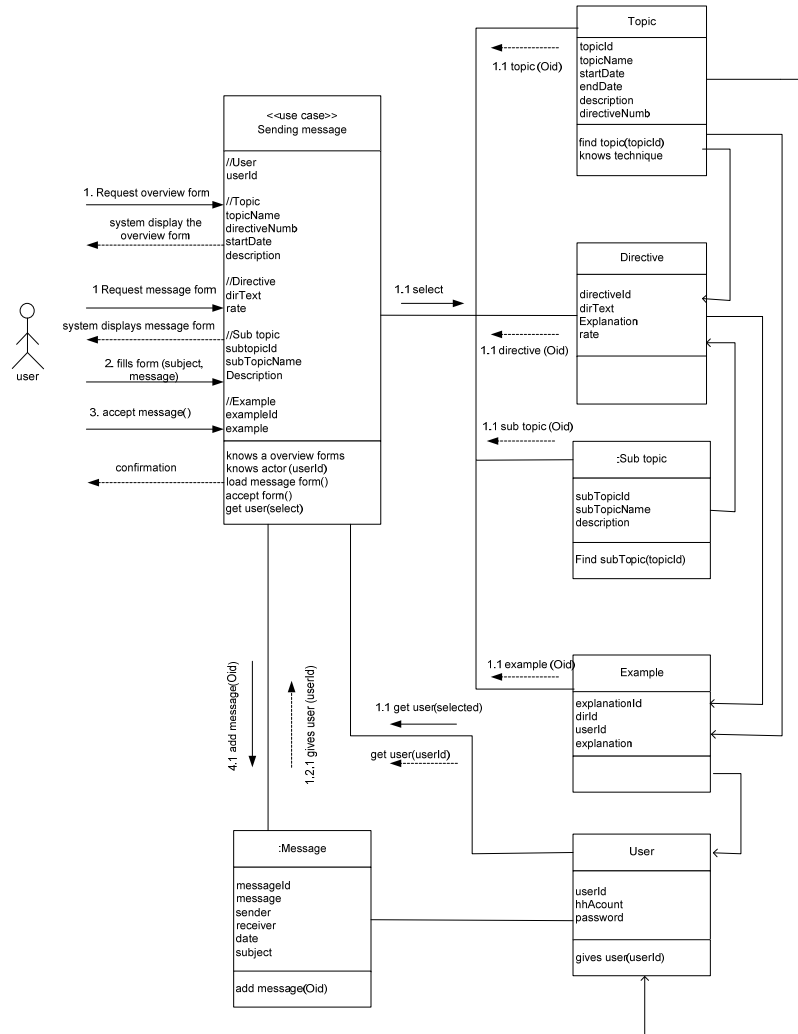 Topic
topicId
topicName
startDate
endDate
description
directiveNumb
find topic(topicId)
knows technique
1.1 topic (Oid)
<<use case>>
Sending message
//User
userId
//Topic
topicName
directiveNumb
startDate
description
//Directive
dirText
rate
//Sub topic
subtopicId
subTopicName
Description
//Example
exampleId
example
knows a overview forms
knows actor (userId)
load message form()
accept form()
get user(select)
1. Request overview form
system display the
overview form
1 Request message form
system displays message form
2. fills form (subject,
message)
3. accept message()
confirmation
user
1.1 select
Directive
directiveId
dirText
Explanation
rate
1.1 directive (Oid)
1.1 sub topic (Oid)
:Sub topic
subTopicId
subTopicName
description
Find subTopic(topicId)
1.1 example (Oid)
Example
explanationId
dirId
userId
explanation
1.1 get user(selected)
get user(userId)
4.1 add message(Oid)
1.2.1 gives user (userId)
:Message
messageId
message
sender
receiver
date
subject
add message(Oid)
User
userId
hhAcount
password
gives user(userId)